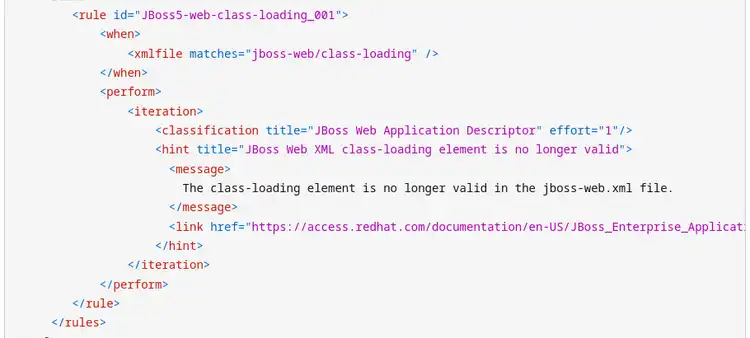 <rule id="JBoss5-web-class-loading_001">
<when>
<xmlfile matches="jboss-web/class-loading" />
</when>
<perform>
<iteration>
<classification title="JBoss Web Application Descriptor" effort="1"/>
<hint title="JBoss Web XML class-loading element is no longer valid">
<message>
The class-loading element is no longer valid in the jboss-web.xml file.
</message>
<link href="https://access.redhat.com/documentation/en-US/JBoss_Enterprise_Applicat
</hint>
</iteration>
</perform>
</rule>
</rules>